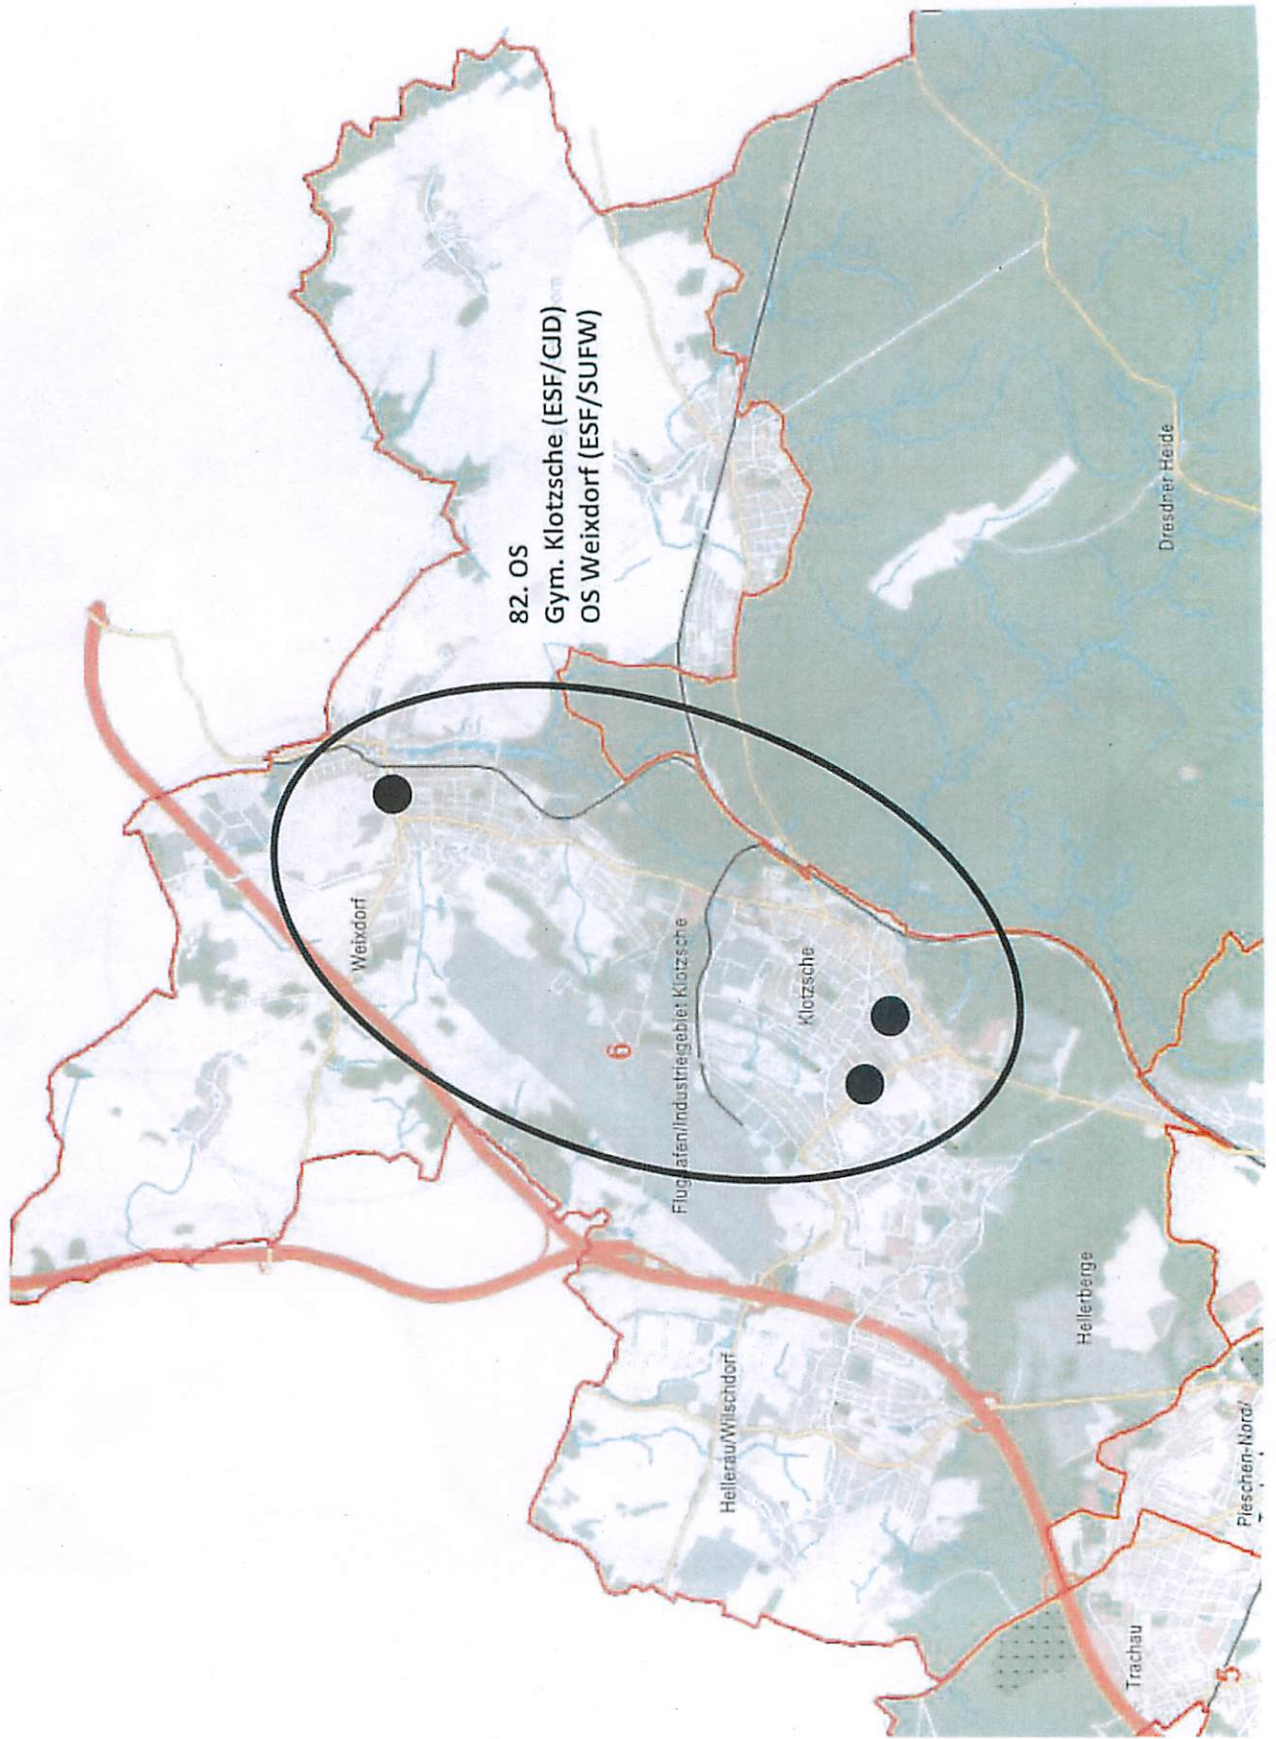 82. OS
Gym. Klotzsche (ESF/CJD)
OS Weixdorf (ESF/SUFW)
Weixdorf
6
Flughafen/Industriegebiet Klotzsche
Klotzsche
Dresdner Heide
Hellerau/Wilschdorf
Hellerberge
Pieschen-Nord/
Trachau
5